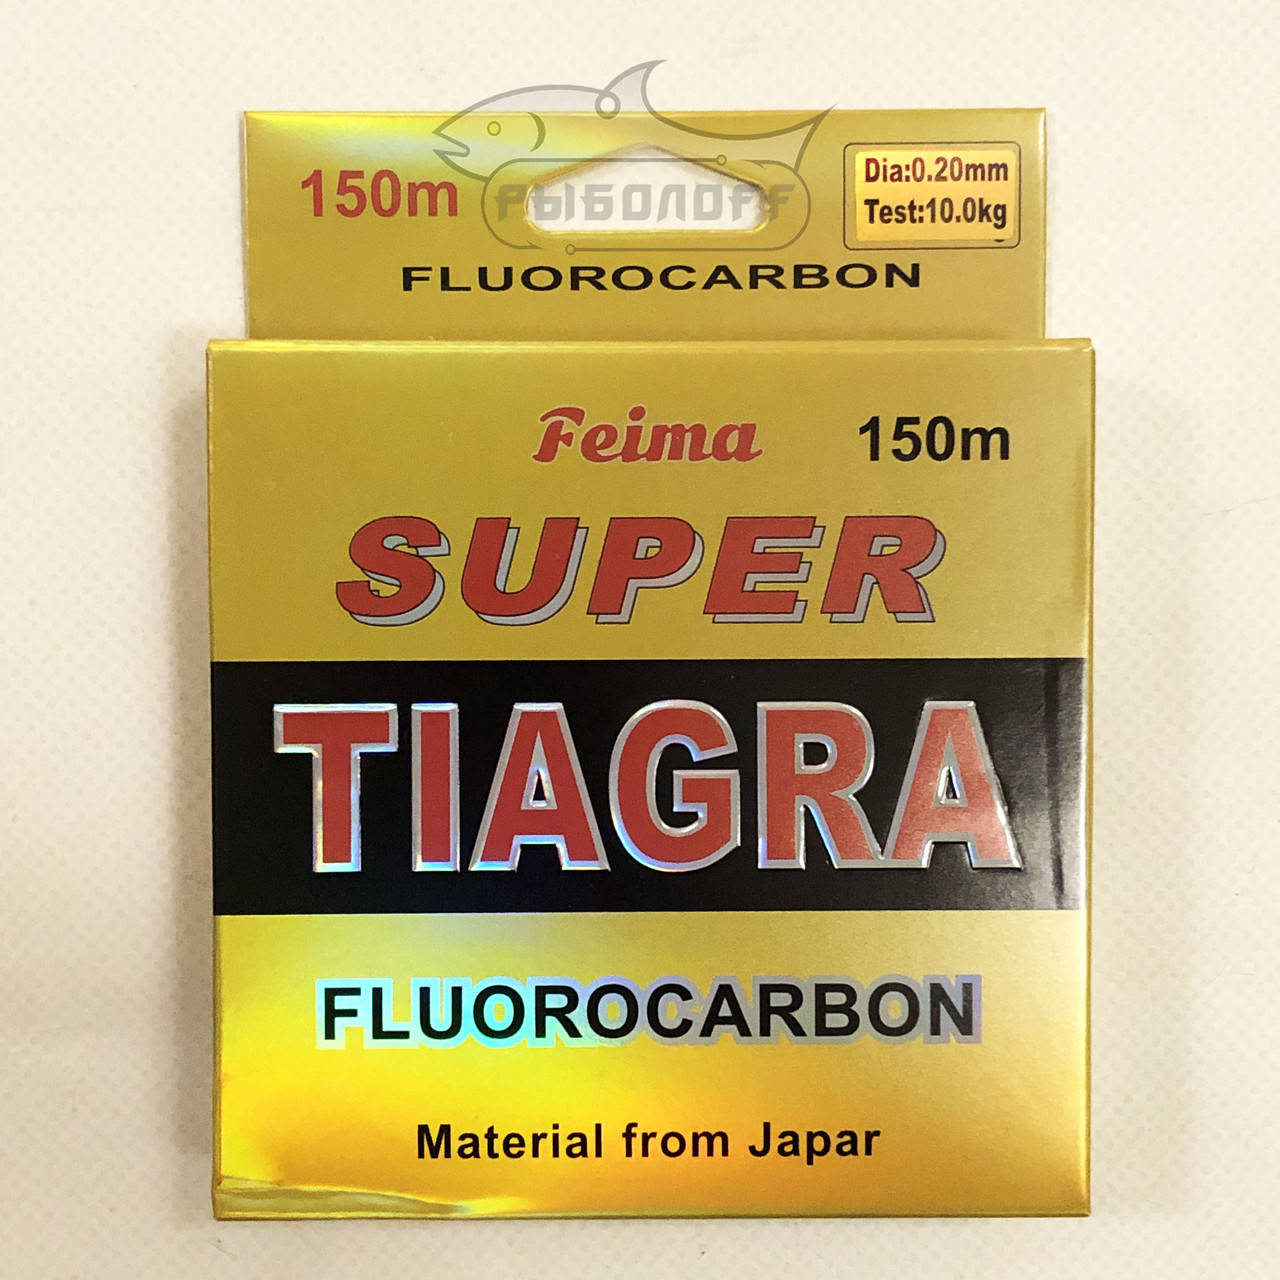 150m
РЫБОЛОFF
Dia:0.20mm
Test:10.0kg
FLUOROCARBON
Feima
150m
SUPER
TIAGRA
FLUOROCARBON
Material from Japar